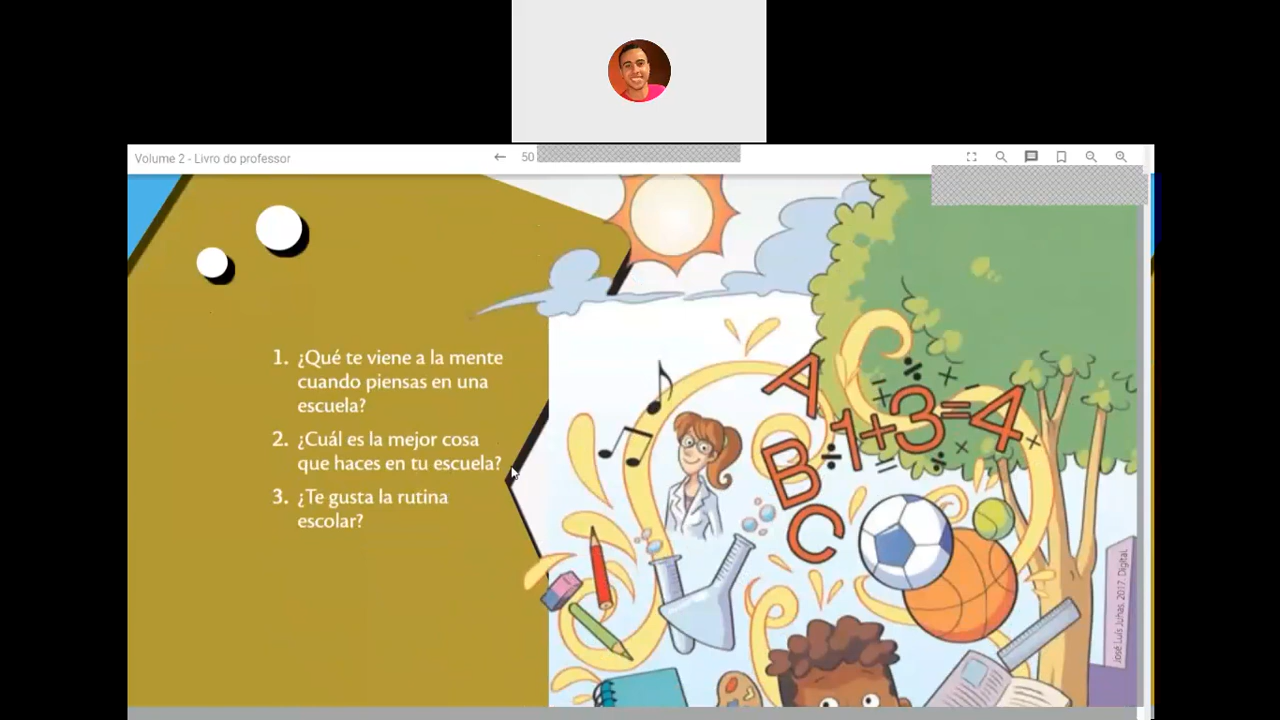 Volume 2 - Livro do professor
50
1. ¿Qué te viene a la mente
cuando piensas en una
escuela?
2. ¿Cuál es la mejor cosa
que haces en tu escuela?
3. ¿Te gusta la rutina
escolar?
A
B
C
1+3=4
José Luis Juhas. 2017. Digital.